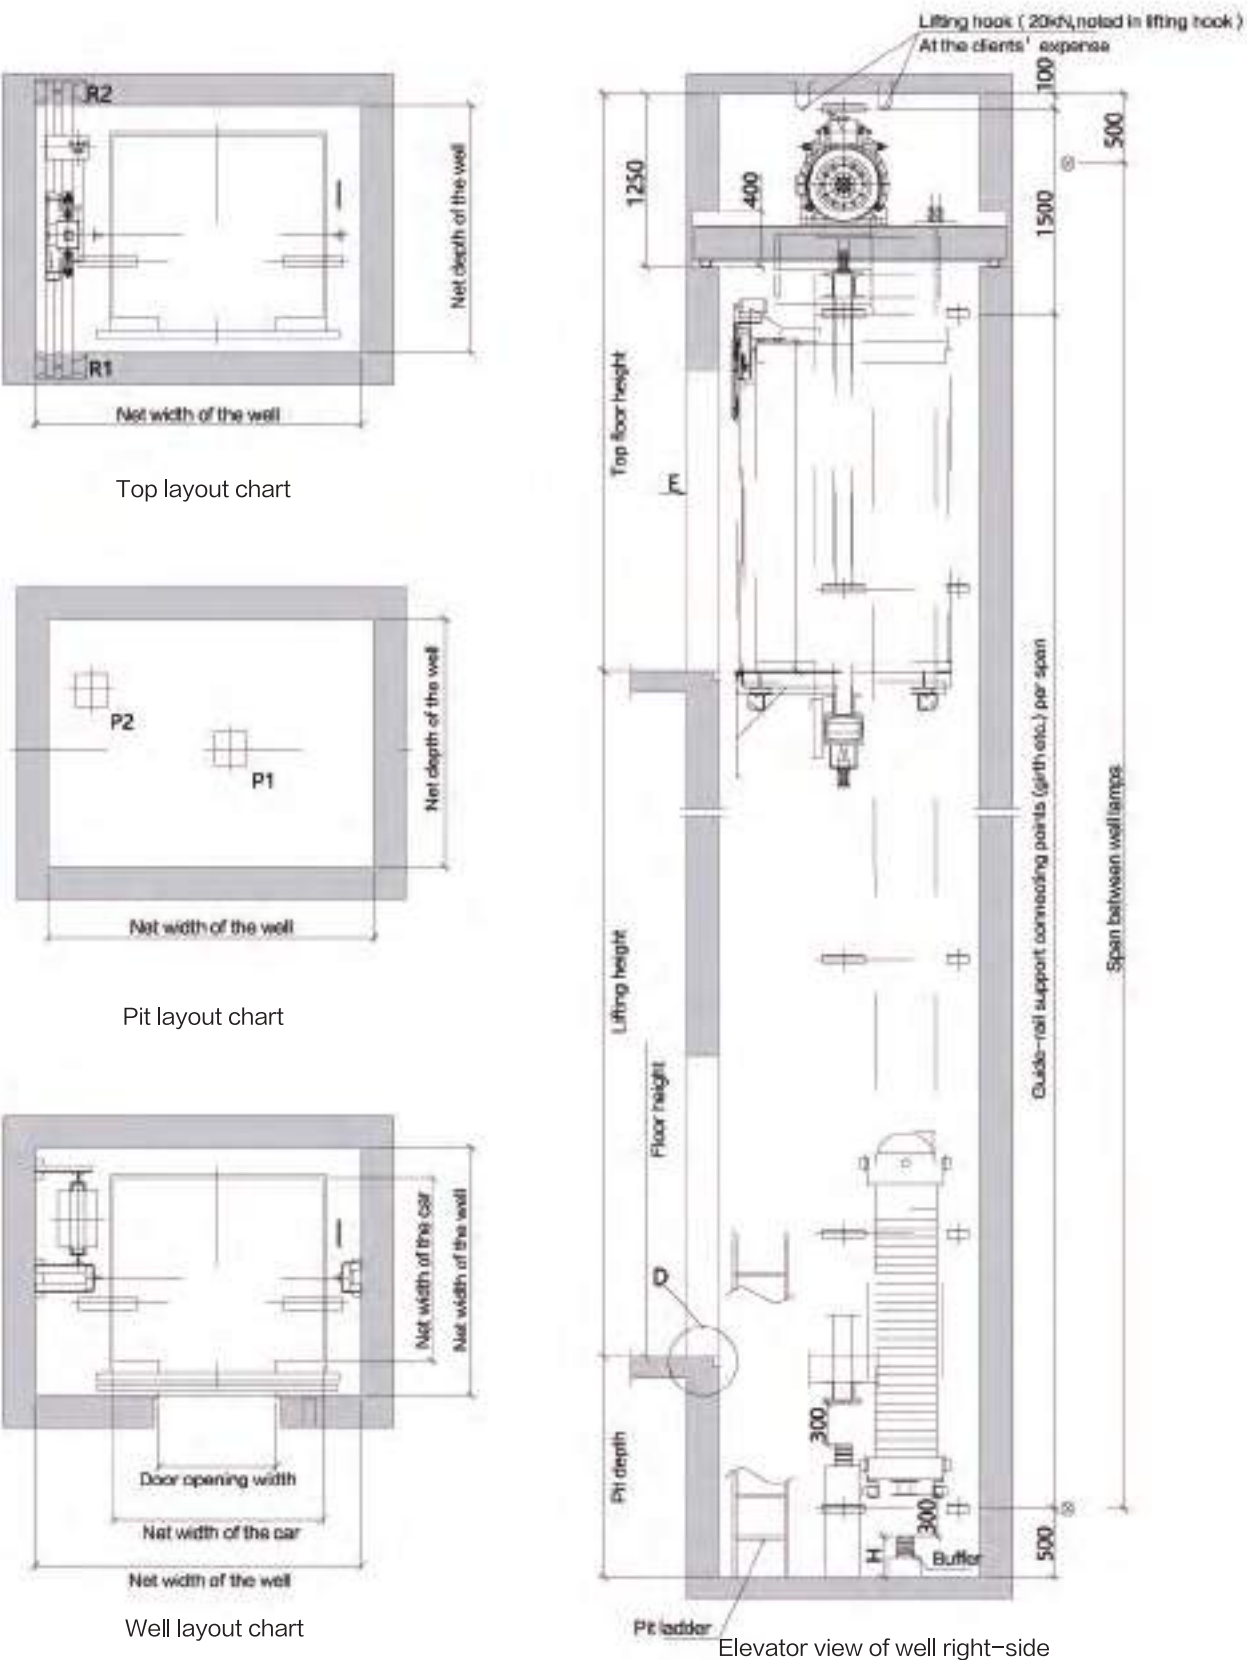 Lifting hook ( 20kN,noted in lifting hook )
At the clients' expense
R2
Net depth of the well
R1
Net width of the well
Top layout chart
P2
P1
Net depth of the well
Net width of the well
Pit layout chart
Net width of the car
Net width of the well
Door opening width
Net width of the car
Net width of the well
Well layout chart
100
500
1250
400
1500
Top floor height
E
Guide-rail support connecting points (girth etc.) per span
Span between well lamps
Lifting height
Floor height
D
300
Pit depth
300
H
Buffer
500
Pit ladder
Elevator view of well right-side